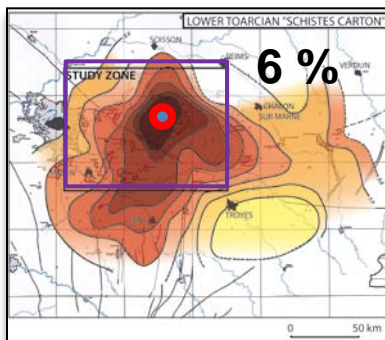 LOWER TOARCIAN "SCHISTES CARTON"
SOISSON
REIMS
6 %
VERDUN
STUDY ZONE
CHALON
SUR MARNE
TROYES
0 50 km